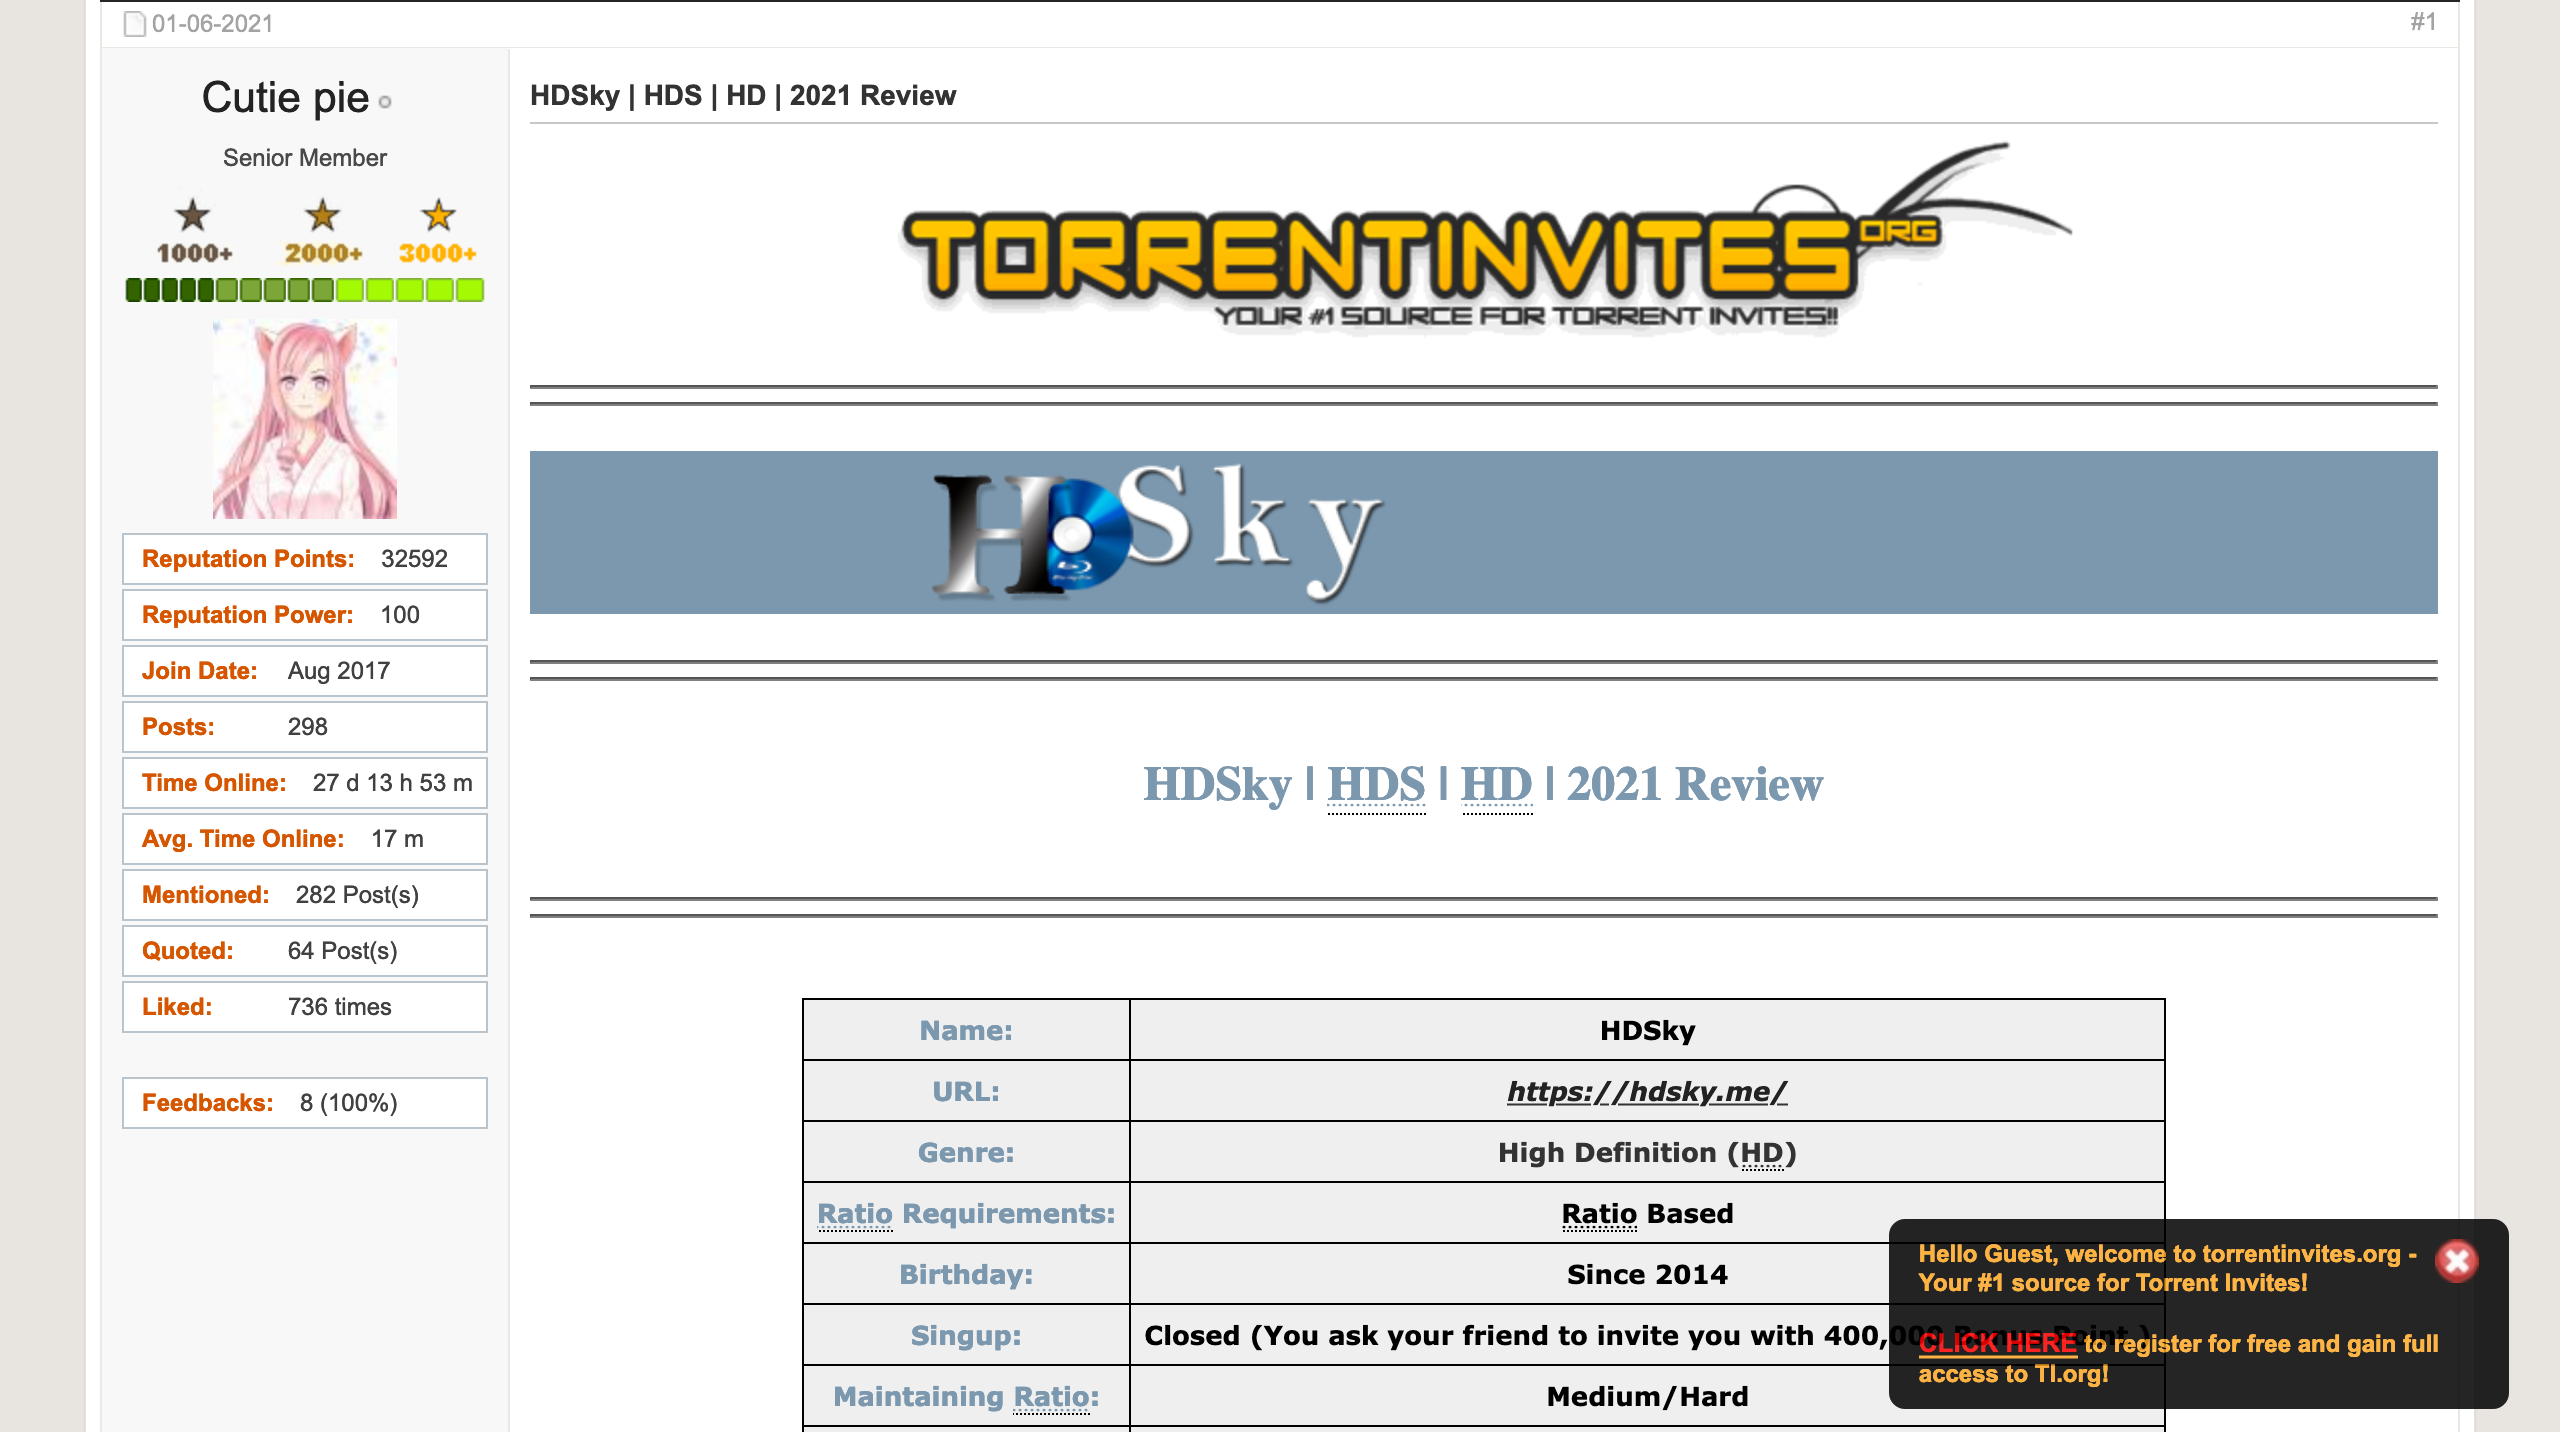 01-06-2021
#1
Cutie pie
Senior Member
1000+ 2000+ 3000+
Reputation Points: 32592
Reputation Power: 100
Join Date: Aug 2017
Posts: 298
Time Online: 27 d 13 h 53 m
Avg. Time Online: 17 m
Mentioned: 282 Post(s)
Quoted: 64 Post(s)
Liked: 736 times
Feedbacks: 8 (100%)
HDSky | HDS | HD | 2021 Review
TORRENTINVITES ORG
YOUR #1 SOURCE FOR TORRENT INVITES!!
HDSky
HDSky | HDS | HD | 2021 Review
Name: HDSky
URL: https://hdsky.me/
Genre: High Definition (HD)
Ratio Requirements: Ratio Based
Birthday: Since 2014
Singup: Closed (You ask your friend to invite you with 400,000 Bonus Point )
Maintaining Ratio: Medium/Hard
Hello Guest, welcome to torrentinvites.org -
Your #1 source for Torrent Invites!
CLICK HERE to register for free and gain full
access to TI.org!